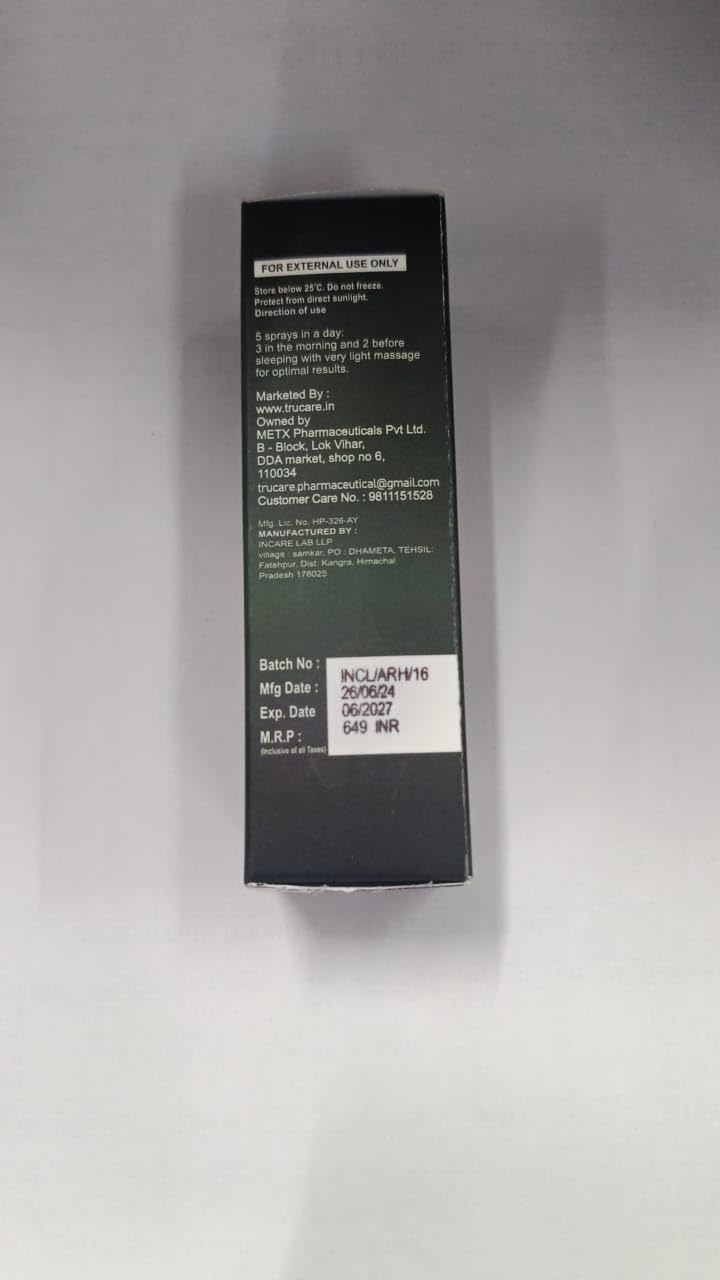 FOR EXTERNAL USE ONLY
Store below 25°C. Do not freeze.
Protect from direct sunlight.
Direction of use
5 sprays in a day:
3 in the morning and 2 before
sleeping with very light massage
for optimal results.
Marketed By :
www.trucare.in
Owned by
METX Pharmaceuticals Pvt Ltd.
B - Block, Lok Vihar,
DDA market, shop no 6,
110034
trucare.pharmaceutical@gmail.com
Customer Care No. : 9811151528
Mfg. Lic. No. HP-326-AY
MANUFACTURED BY :
INCARE LAB LLP
village : samkar, PO : DHAMETA, TEHSIL:
Fatehpur, Dist: Kangra, Himachal
Pradesh 176025
Batch No : INCL/ARH/16
Mfg Date : 26/06/24
Exp. Date 06/2027
M.R.P : 649 INR
(Inclusive of all Taxes)